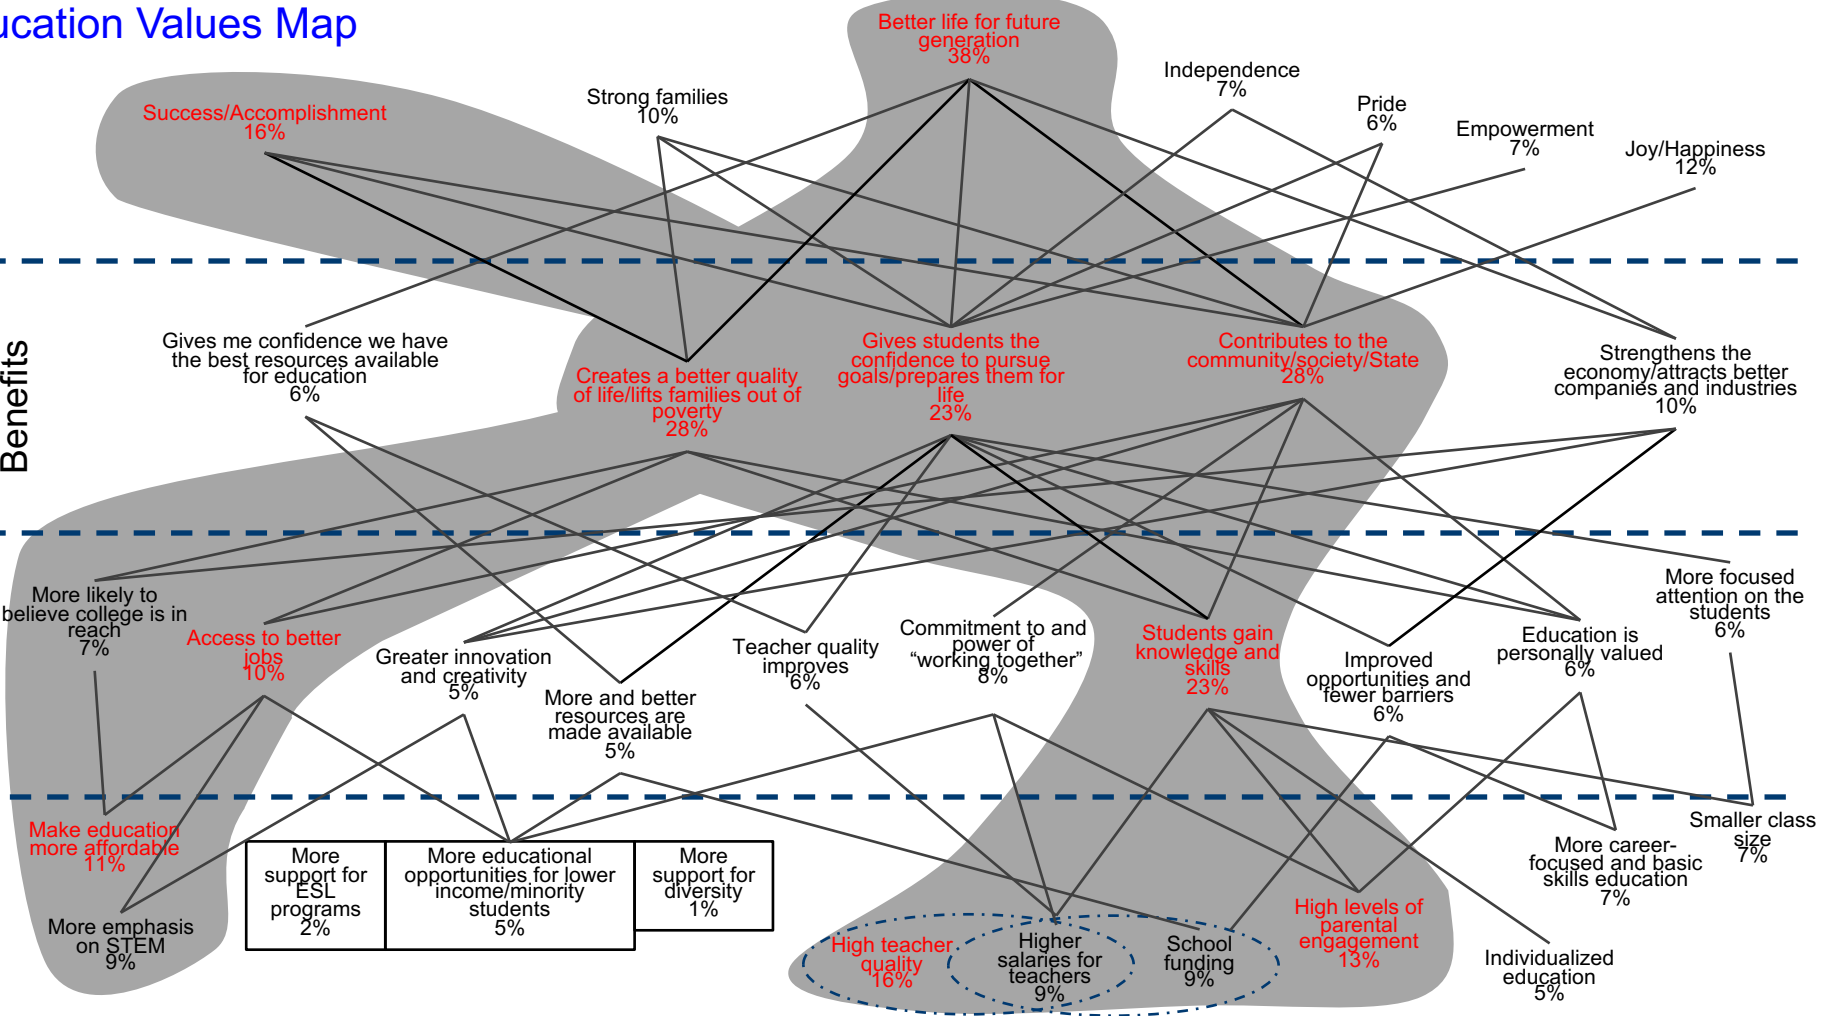 ucation Values Map
Better life for future
generation
38%
Independence
7%
Strong families
10%
Pride
6%
Success/Accomplishment
16%
Empowerment
7%
Joy/Happiness
12%
Benefits
Gives me confidence we have
the best resources available
for education
6%
Creates a better quality
of life/lifts families out of
poverty
28%
Gives students the
confidence to pursue
goals/prepares them for
life
23%
Contributes to the
community/society/State
28%
Strengthens the
economy/attracts better
companies and industries
10%
More likely to
believe college is in
reach
7%
Access to better
jobs
10%
Greater innovation
and creativity
5%
More and better
resources are
made available
5%
Teacher quality
improves
6%
Commitment to and
power of
“working together”
8%
Students gain
knowledge and
skills
23%
Improved
opportunities and
fewer barriers
6%
Education is
personally valued
6%
More focused
attention on the
students
6%
Make education
more affordable
11%
More emphasis
on STEM
9%
More
support for
ESL
programs
2%
More educational
opportunities for lower
income/minority
students
5%
More
support for
diversity
1%
High teacher
quality
16%
Higher
salaries for
teachers
9%
School
funding
9%
High levels of
parental
engagement
13%
Individualized
education
5%
More career-
focused and basic
skills education
7%
Smaller class
size
7%